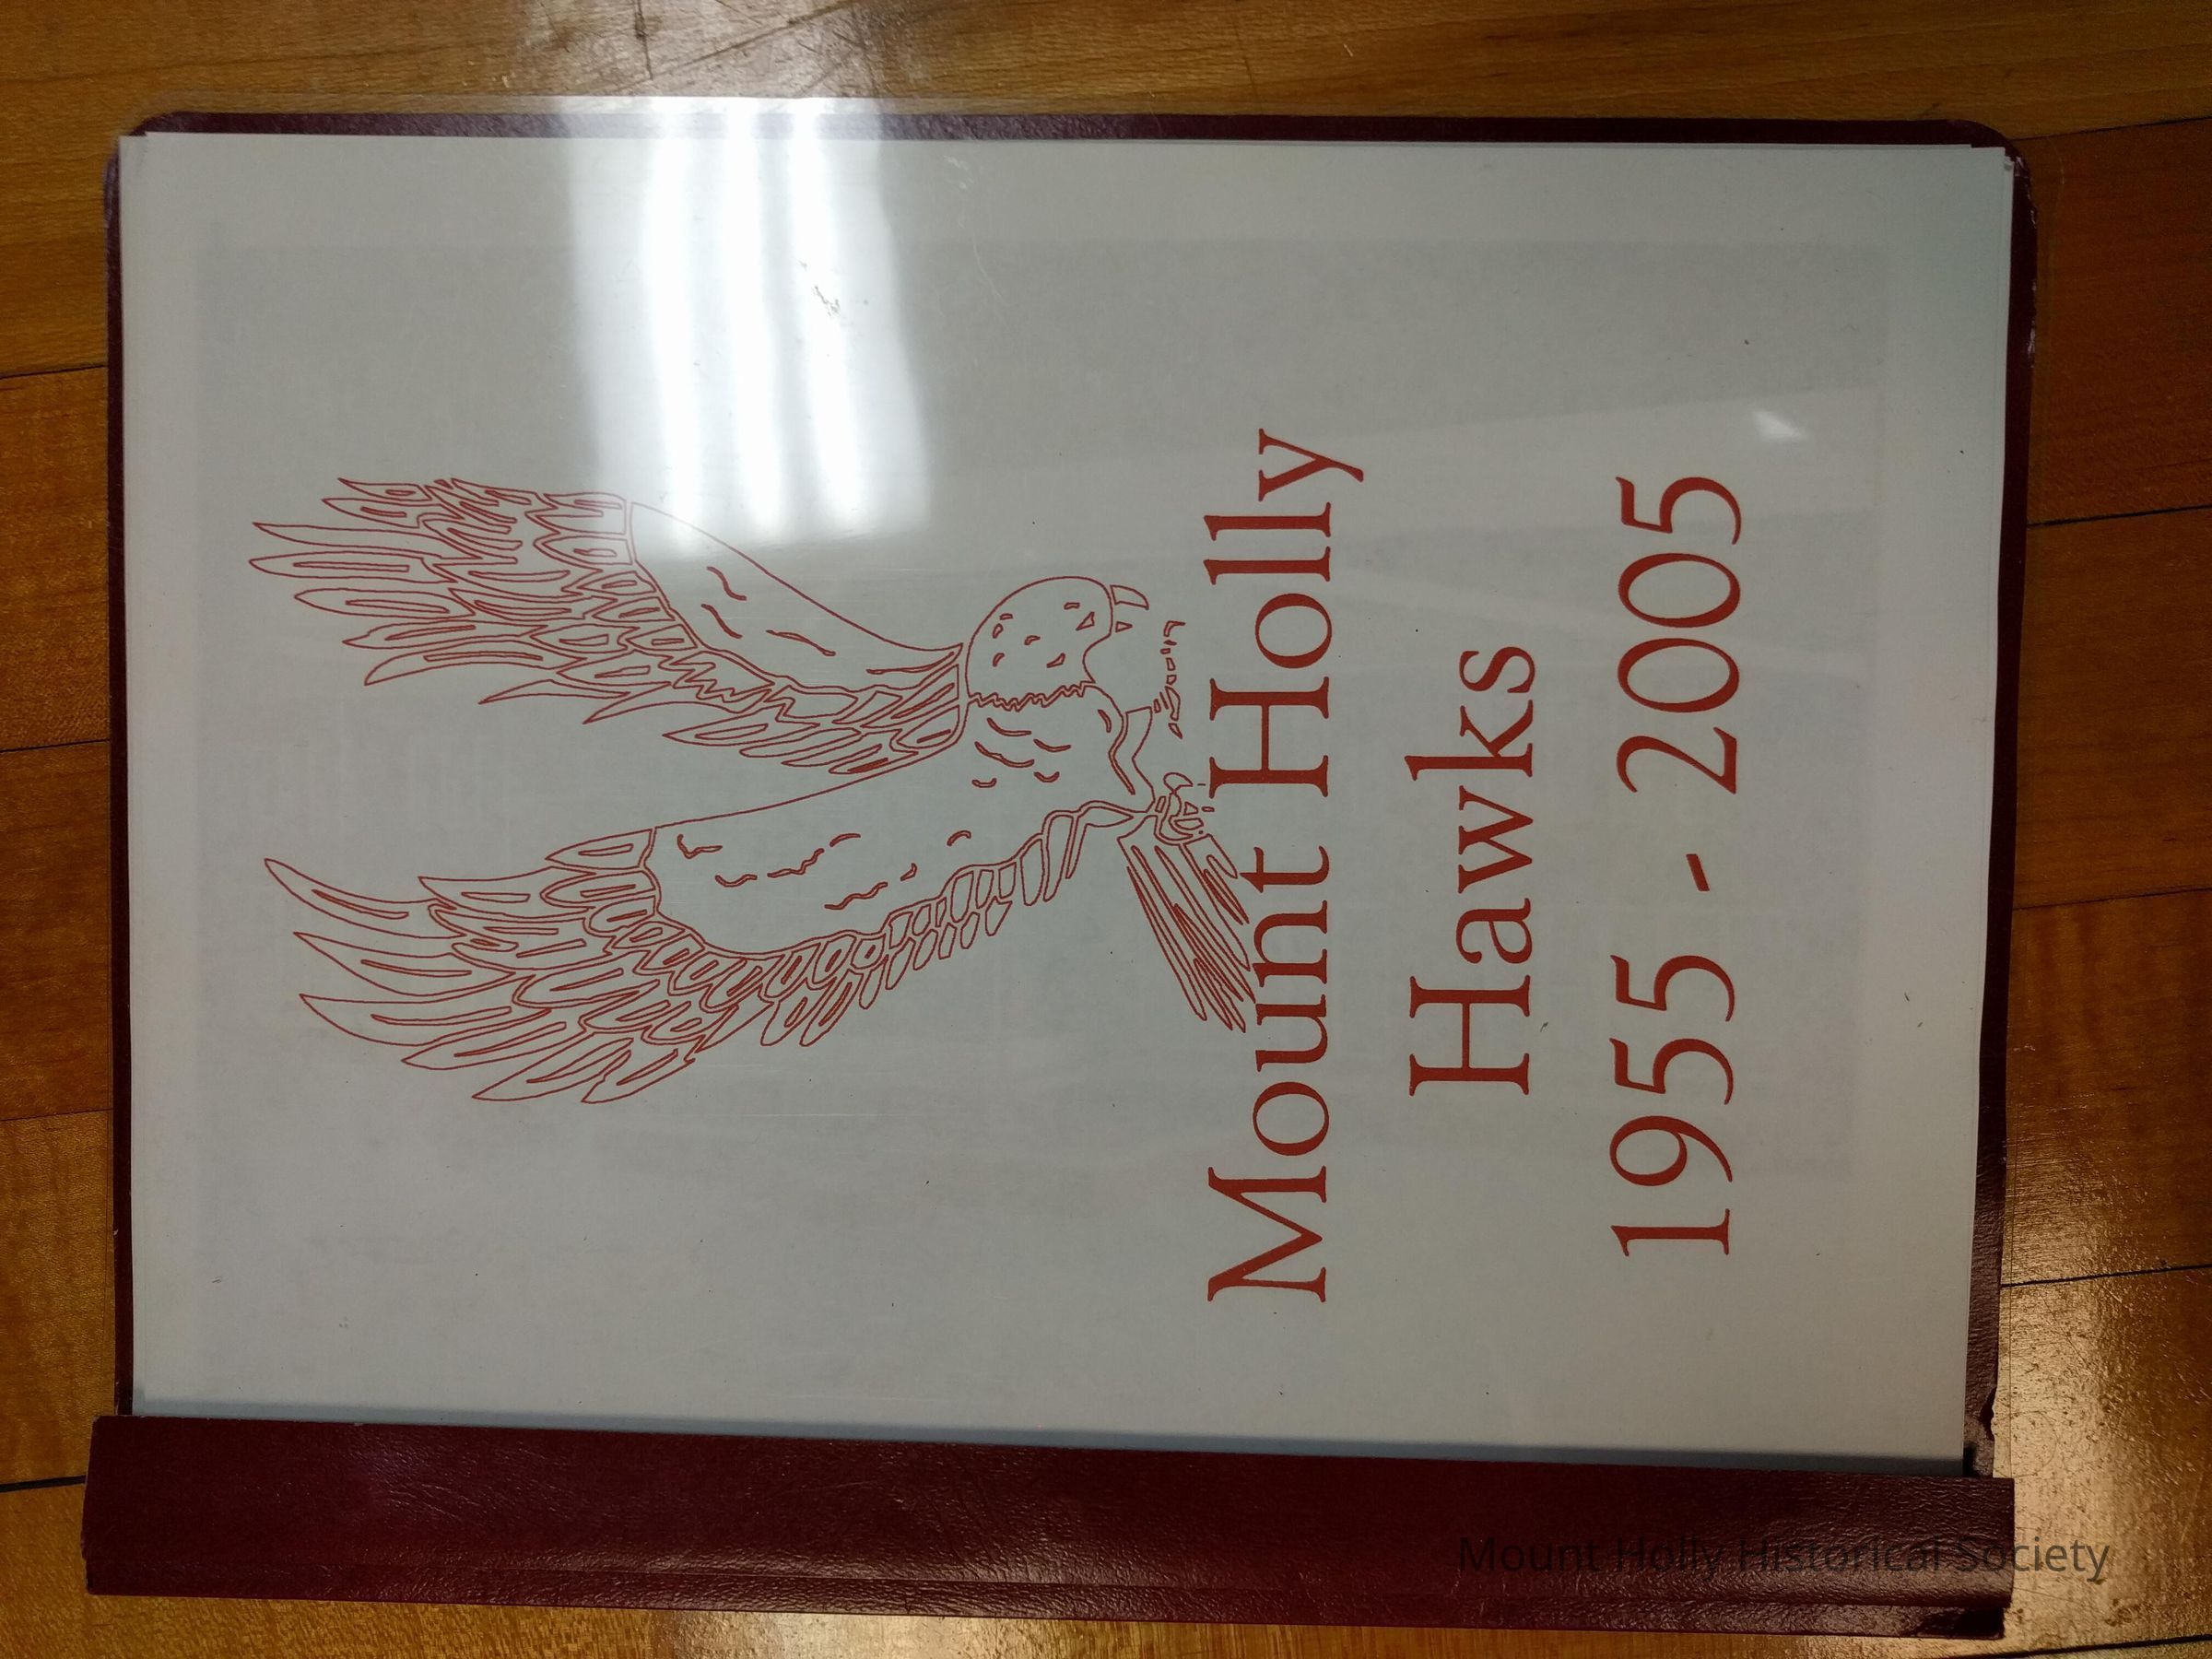 Mount Holly
Hawks
1955 - 2005
Mount Holly Historical Society